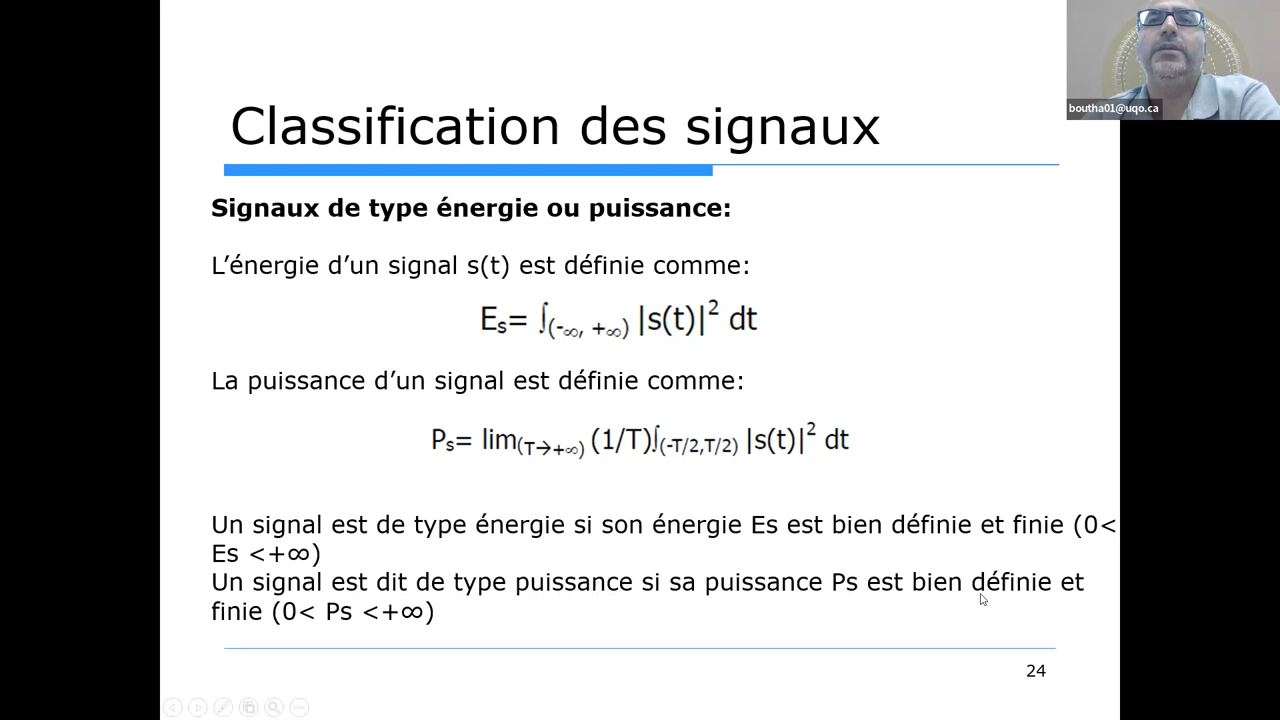 boutha01@uqo.ca
Classification des signaux
Signaux de type énergie ou puissance:
L’énergie d’un signal s(t) est définie comme:
Es= ∫(-∞, +∞) |s(t)|² dt
La puissance d’un signal est définie comme:
Ps= lim(T→+∞) (1/T)∫(-T/2,T/2) |s(t)|² dt
Un signal est de type énergie si son énergie Es est bien définie et finie (0<
Es <+∞)
Un signal est dit de type puissance si sa puissance Ps est bien définie et
finie (0< Ps <+∞)
24